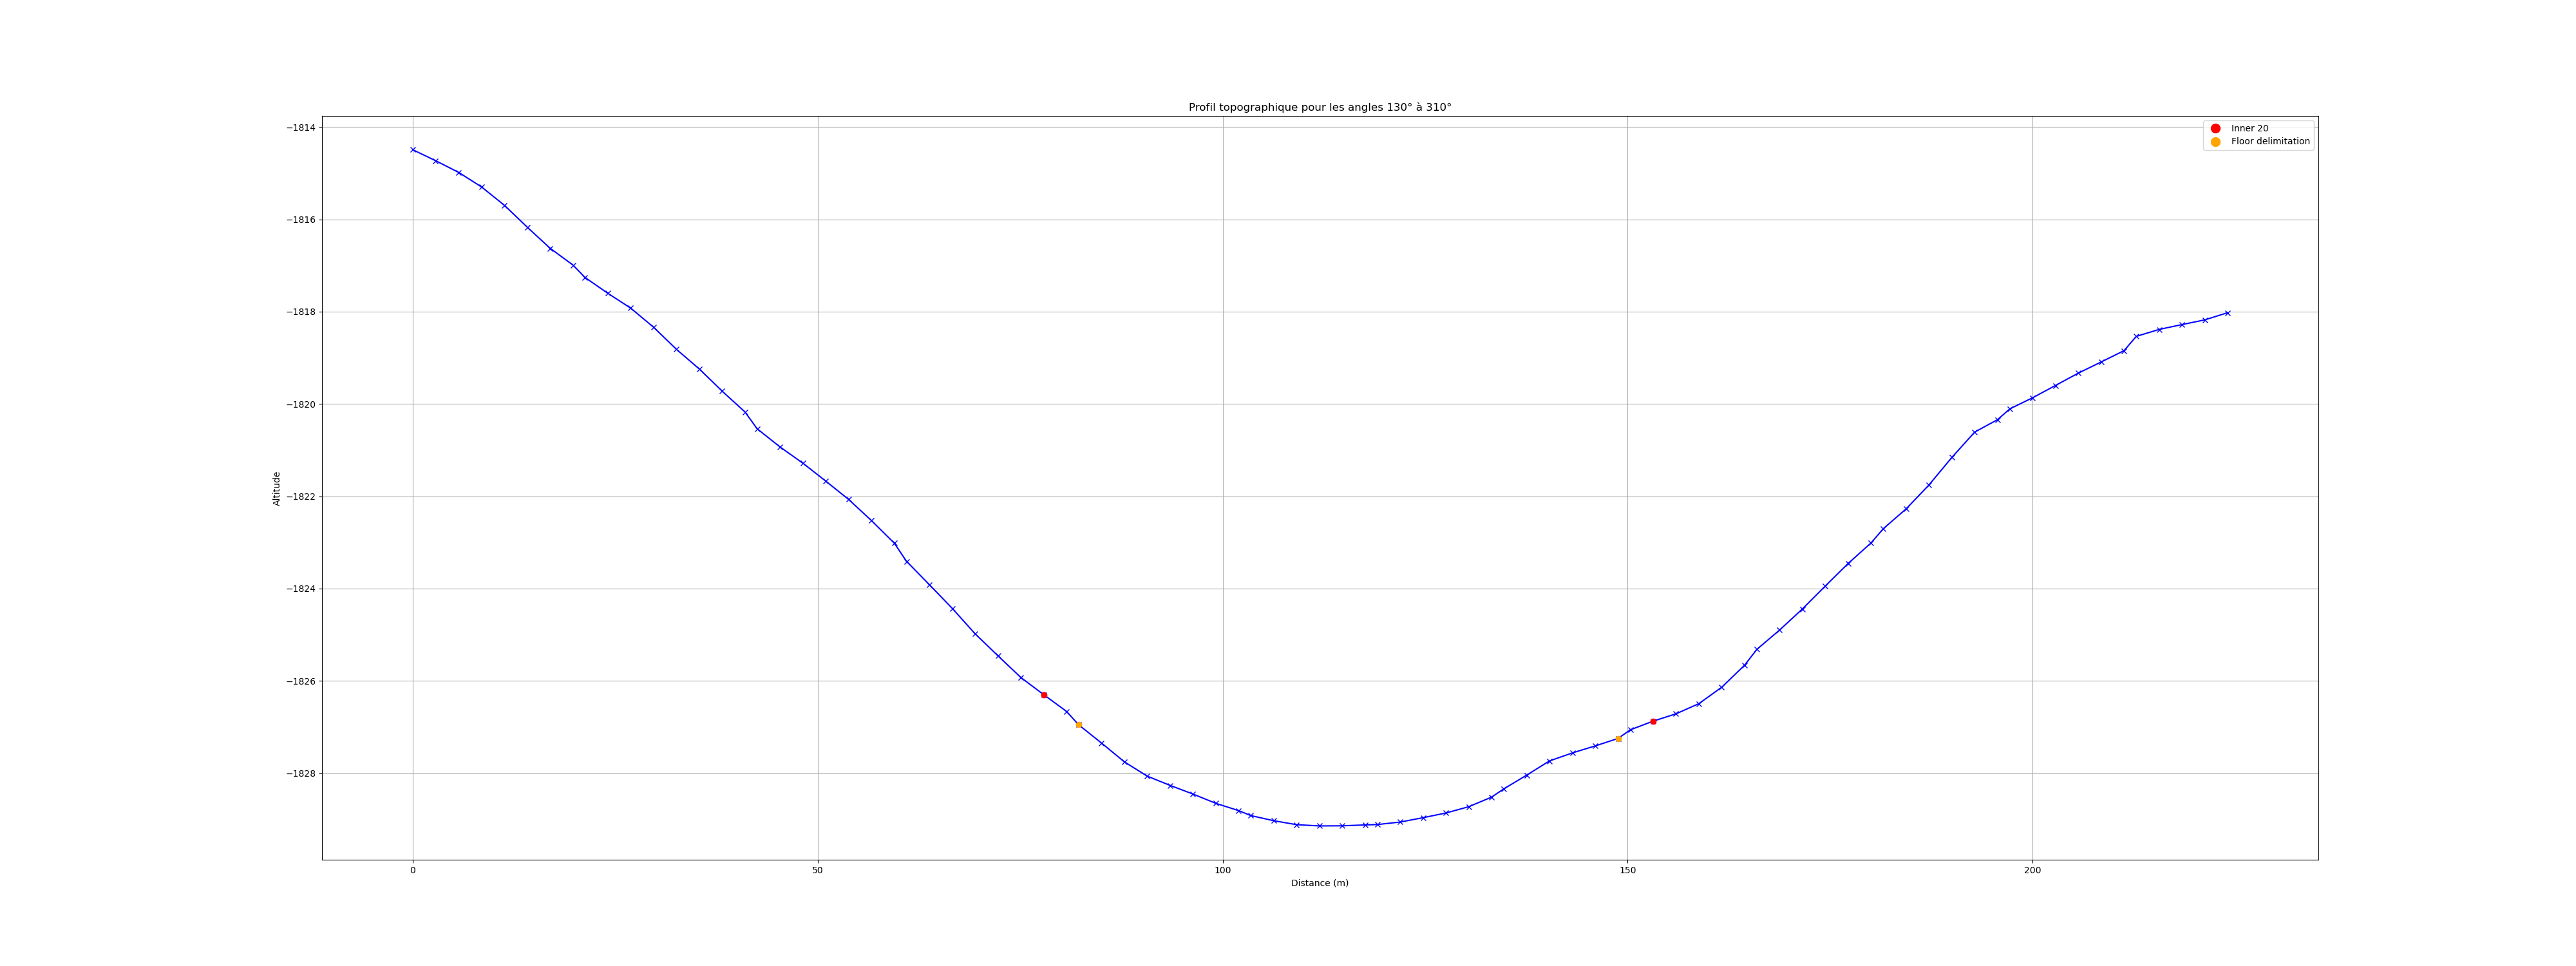 Profil topographique pour les angles 130° à 310°
Inner 20
Floor delimitation
−1814
−1816
−1818
−1820
−1822
−1824
−1826
−1828
Altitude
0 50 100 150 200
Distance (m)